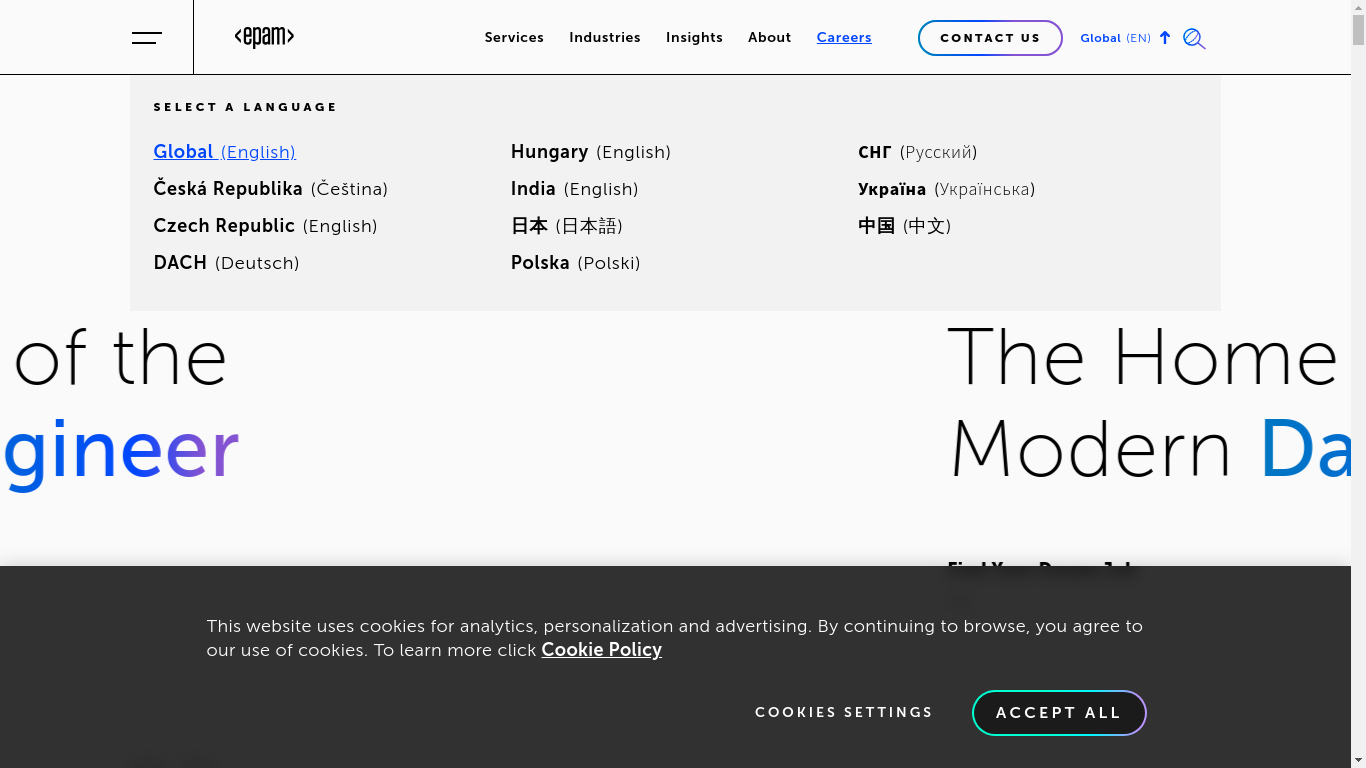 <epam>
Services Industries Insights About Careers CONTACT US Global (EN)
SELECT A LANGUAGE
Global (English)
Česká Republika (Čeština)
Czech Republic (English)
DACH (Deutsch)
Hungary (English)
India (English)
日本 (日本語)
Polska (Polski)
СНГ (Русский)
Україна (Українська)
中国 (中文)
of the
gineer
The Home
Modern Da
This website uses cookies for analytics, personalization and advertising. By continuing to browse, you agree to
our use of cookies. To learn more click Cookie Policy
COOKIES SETTINGS ACCEPT ALL